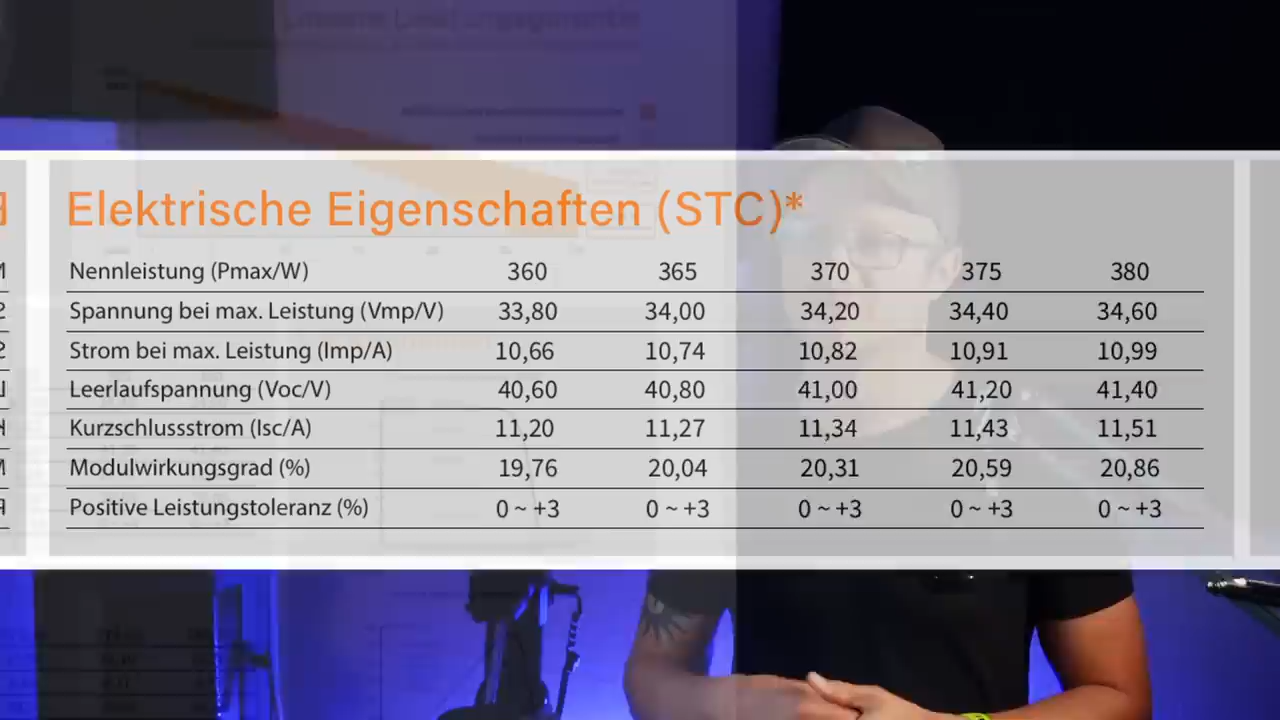 Elektrische Eigenschaften (STC)*
Nennleistung (Pmax/W) 360 365 370 375 380
Spannung bei max. Leistung (Vmp/V) 33,80 34,00 34,20 34,40 34,60
Strom bei max. Leistung (Imp/A) 10,66 10,74 10,82 10,91 10,99
Leerlaufspannung (Voc/V) 40,60 40,80 41,00 41,20 41,40
Kurzschlussstrom (Isc/A) 11,20 11,27 11,34 11,43 11,51
Modulwirkungsgrad (%) 19,76 20,04 20,31 20,59 20,86
Positive Leistungstoleranz (%) 0 ~ +3 0 ~ +3 0 ~ +3 0 ~ +3 0 ~ +3